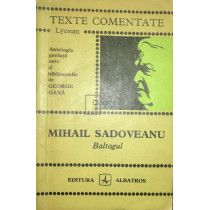 TEXTE COMENTATE
Lyceum
Antologie
prefață
note
și
bibliografie
de
GEORGE
GANĂ
MIHAIL SADOVEANU
Baltagul
EDITURA ALBATROS